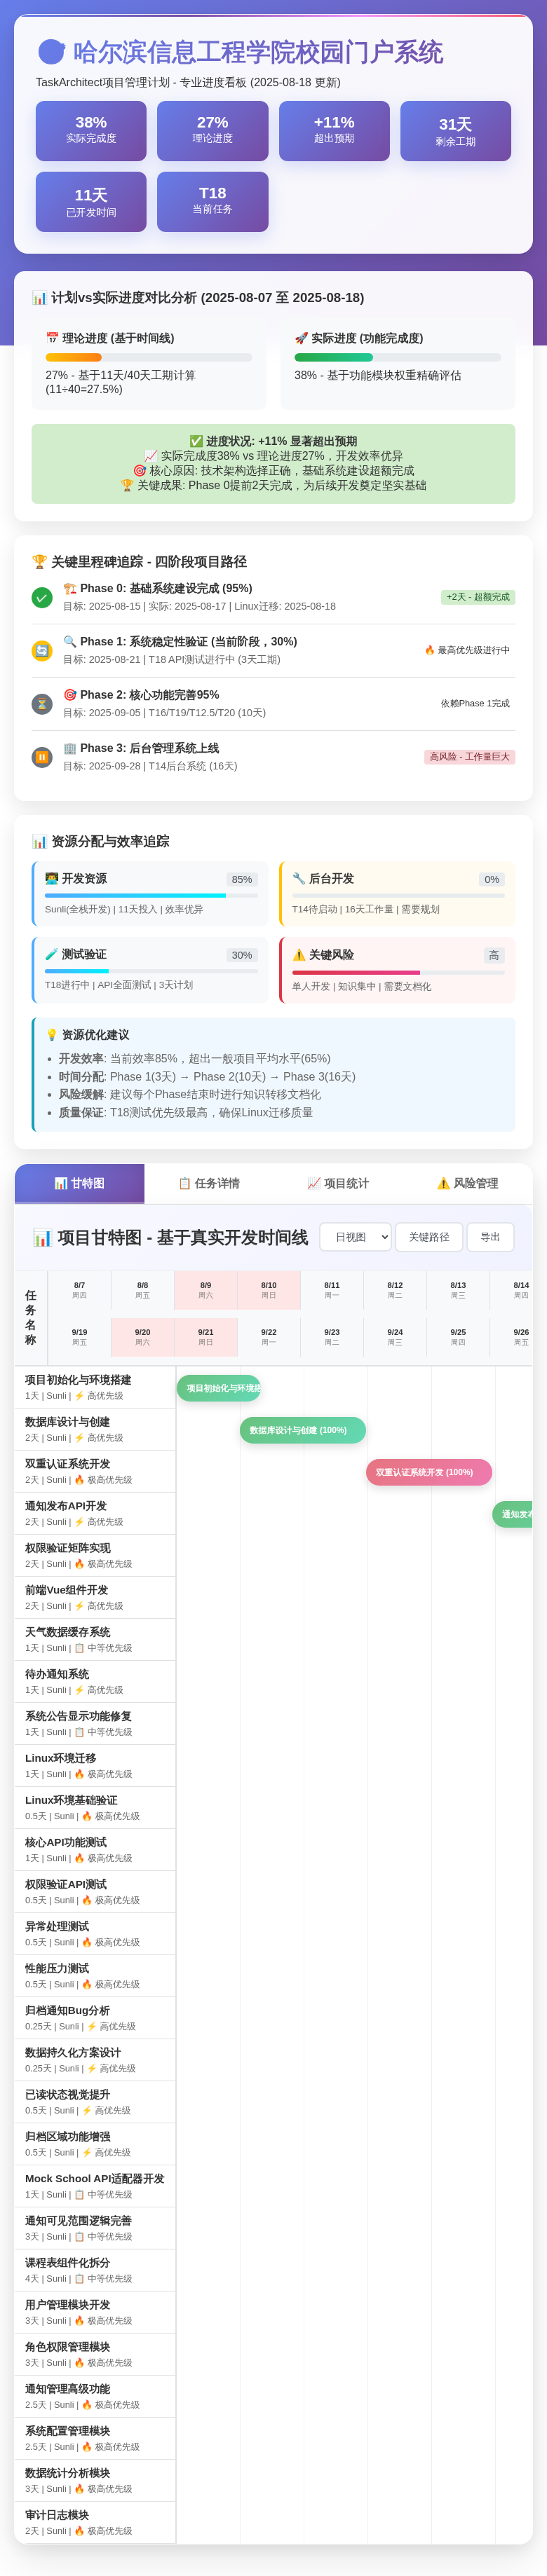 哈尔滨信息工程学院校园门户系统
TaskArchitect项目管理计划 - 专业进度看板 (2025-08-18 更新)
38%
实际完成度
27%
理论进度
+11%
超出预期
31天
剩余工期
11天
已开发时间
T18
当前任务
📊 计划vs实际进度对比分析 (2025-08-07 至 2025-08-18)
📅 理论进度 (基于时间线)
27% - 基于11天/40天工期计算
(11÷40=27.5%)
🚀 实际进度 (功能完成度)
38% - 基于功能模块权重精确评估
✅ 进度状况: +11% 显著超出预期
📈 实际完成度38% vs 理论进度27%，开发效率优异
🎯 核心原因: 技术架构选择正确，基础系统建设超额完成
🏆 关键成果: Phase 0提前2天完成，为后续开发奠定坚实基础
🏆 关键里程碑追踪 - 四阶段项目路径
🏗️ Phase 0: 基础系统建设完成 (95%)
目标: 2025-08-15 | 实际: 2025-08-17 | Linux迁移: 2025-08-18
+2天 - 超额完成
🔍 Phase 1: 系统稳定性验证 (当前阶段，30%)
目标: 2025-08-21 | T18 API测试进行中 (3天工期)
🔥 最高优先级进行中
🎯 Phase 2: 核心功能完善95%
目标: 2025-09-05 | T16/T19/T12.5/T20 (10天)
依赖Phase 1完成
🏢 Phase 3: 后台管理系统上线
目标: 2025-09-28 | T14后台系统 (16天)
高风险 - 工作量巨大
📊 资源分配与效率追踪
👨‍💻 开发资源
85%
Sunli(全栈开发) | 11天投入 | 效率优异
🔧 后台开发
0%
T14待启动 | 16天工作量 | 需要规划
🧪 测试验证
30%
T18进行中 | API全面测试 | 3天计划
⚠️ 关键风险
高
单人开发 | 知识集中 | 需要文档化
💡 资源优化建议
• 开发效率: 当前效率85%，超出一般项目平均水平(65%)
• 时间分配: Phase 1(3天) → Phase 2(10天) → Phase 3(16天)
• 风险缓解: 建议每个Phase结束时进行知识转移文档化
• 质量保证: T18测试优先级最高，确保Linux迁移质量
📊 甘特图
📋 任务详情
📈 项目统计
⚠️ 风险管理
📊 项目甘特图 - 基于真实开发时间线
日视图
关键路径
导出
任务名称
8/7 8/8 8/9 8/10 8/11 8/12 8/13 8/14
周四 周五 周六 周日 周一 周二 周三 周四
9/19 9/20 9/21 9/22 9/23 9/24 9/25 9/26
周五 周六 周日 周一 周二 周三 周四 周五
项目初始化与环境搭建
1天 | Sunli | ⚡ 高优先级
项目初始化与环境搭
数据库设计与创建
2天 | Sunli | ⚡ 高优先级
数据库设计与创建 (100%)
双重认证系统开发
2天 | Sunli | 🔥 极高优先级
双重认证系统开发 (100%)
通知发布API开发
2天 | Sunli | ⚡ 高优先级
通知发
权限验证矩阵实现
2天 | Sunli | 🔥 极高优先级
前端Vue组件开发
2天 | Sunli | ⚡ 高优先级
天气数据缓存系统
1天 | Sunli | 📋 中等优先级
待办通知系统
1天 | Sunli | ⚡ 高优先级
系统公告显示功能修复
1天 | Sunli | 📋 中等优先级
Linux环境迁移
1天 | Sunli | 🔥 极高优先级
Linux环境基础验证
0.5天 | Sunli | 🔥 极高优先级
核心API功能测试
1天 | Sunli | 🔥 极高优先级
权限验证API测试
0.5天 | Sunli | 🔥 极高优先级
异常处理测试
0.5天 | Sunli | 🔥 极高优先级
性能压力测试
0.5天 | Sunli | 🔥 极高优先级
归档通知Bug分析
0.25天 | Sunli | ⚡ 高优先级
数据持久化方案设计
0.25天 | Sunli | ⚡ 高优先级
已读状态视觉提升
0.5天 | Sunli | ⚡ 高优先级
归档区域功能增强
0.5天 | Sunli | ⚡ 高优先级
Mock School API适配器开发
1天 | Sunli | 📋 中等优先级
通知可见范围逻辑完善
3天 | Sunli | 📋 中等优先级
课程表组件化拆分
4天 | Sunli | 📋 中等优先级
用户管理模块开发
3天 | Sunli | 🔥 极高优先级
角色权限管理模块
3天 | Sunli | 🔥 极高优先级
通知管理高级功能
2.5天 | Sunli | 🔥 极高优先级
系统配置管理模块
2.5天 | Sunli | 🔥 极高优先级
数据统计分析模块
3天 | Sunli | 🔥 极高优先级
审计日志模块
2天 | Sunli | 🔥 极高优先级